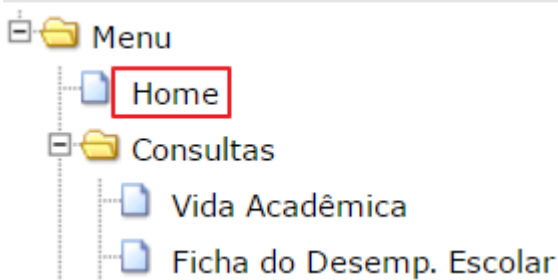 Menu
Home
Consultas
Vida Acadêmica
Ficha do Desemp. Escolar